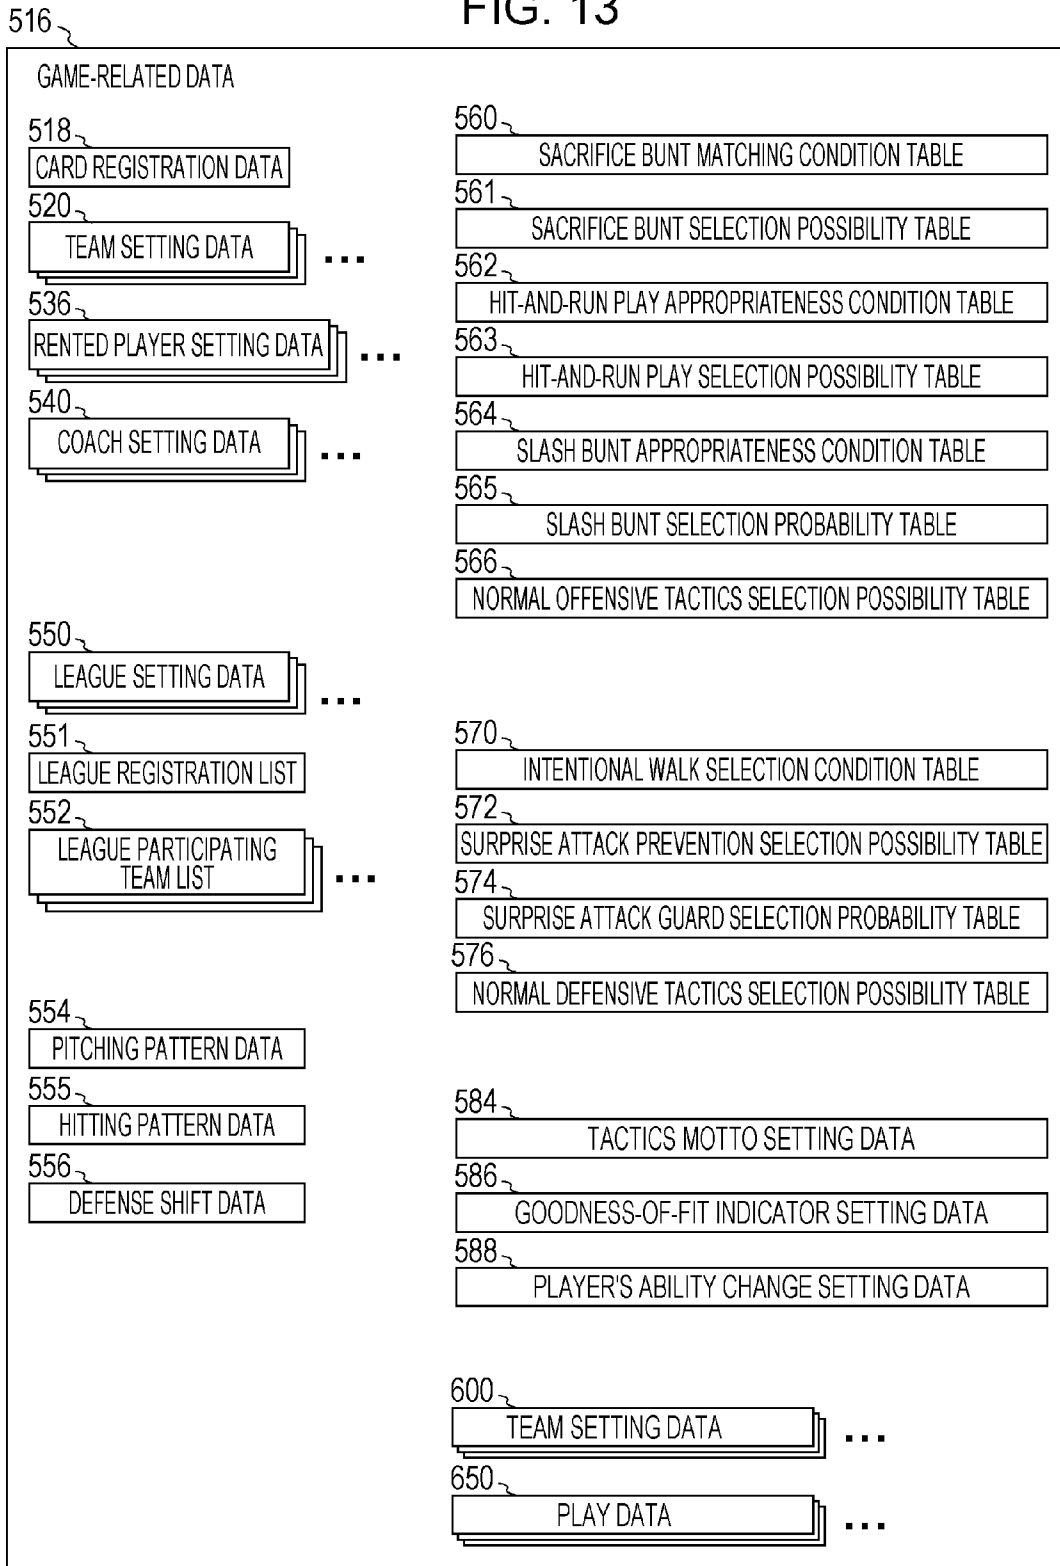 FIG. 13
516
GAME-RELATED DATA
518
CARD REGISTRATION DATA
520
TEAM SETTING DATA
...
536
RENTED PLAYER SETTING DATA
...
540
COACH SETTING DATA
...
550
LEAGUE SETTING DATA
...
551
LEAGUE REGISTRATION LIST
552
LEAGUE PARTICIPATING
TEAM LIST
...
554
PITCHING PATTERN DATA
555
HITTING PATTERN DATA
556
DEFENSE SHIFT DATA
560
SACRIFICE BUNT MATCHING CONDITION TABLE
561
SACRIFICE BUNT SELECTION POSSIBILITY TABLE
562
HIT-AND-RUN PLAY APPROPRIATENESS CONDITION TABLE
563
HIT-AND-RUN PLAY SELECTION POSSIBILITY TABLE
564
SLASH BUNT APPROPRIATENESS CONDITION TABLE
565
SLASH BUNT SELECTION PROBABILITY TABLE
566
NORMAL OFFENSIVE TACTICS SELECTION POSSIBILITY TABLE
570
INTENTIONAL WALK SELECTION CONDITION TABLE
572
SURPRISE ATTACK PREVENTION SELECTION POSSIBILITY TABLE
574
SURPRISE ATTACK GUARD SELECTION PROBABILITY TABLE
576
NORMAL DEFENSIVE TACTICS SELECTION POSSIBILITY TABLE
584
TACTICS MOTTO SETTING DATA
586
GOODNESS-OF-FIT INDICATOR SETTING DATA
588
PLAYER'S ABILITY CHANGE SETTING DATA
600
TEAM SETTING DATA
...
650
PLAY DATA
...